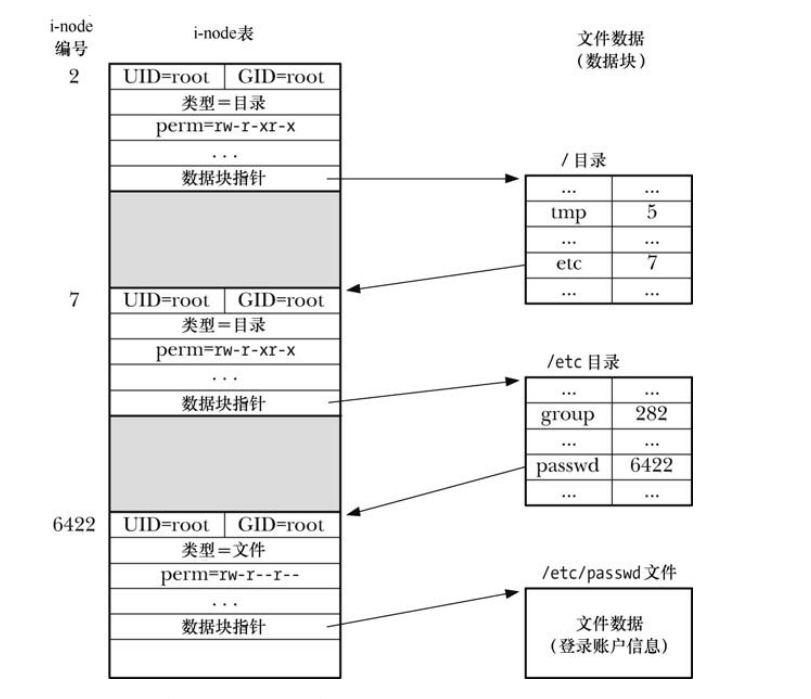 i-node
编号
i-node表
文件数据
（数据块）
2
UID=root GID=root
类型＝目录
perm=rw-r-xr-x
...
数据块指针
/ 目录
... ...
tmp 5
... ...
etc 7
... ...
7
UID=root GID=root
类型＝目录
perm=rw-r-xr-x
...
数据块指针
/etc 目录
... ...
group 282
... ...
passwd 6422
... ...
6422
UID=root GID=root
类型＝文件
perm=rw-r--r--
...
数据块指针
/etc/passwd 文件
文件数据
（登录账户信息）